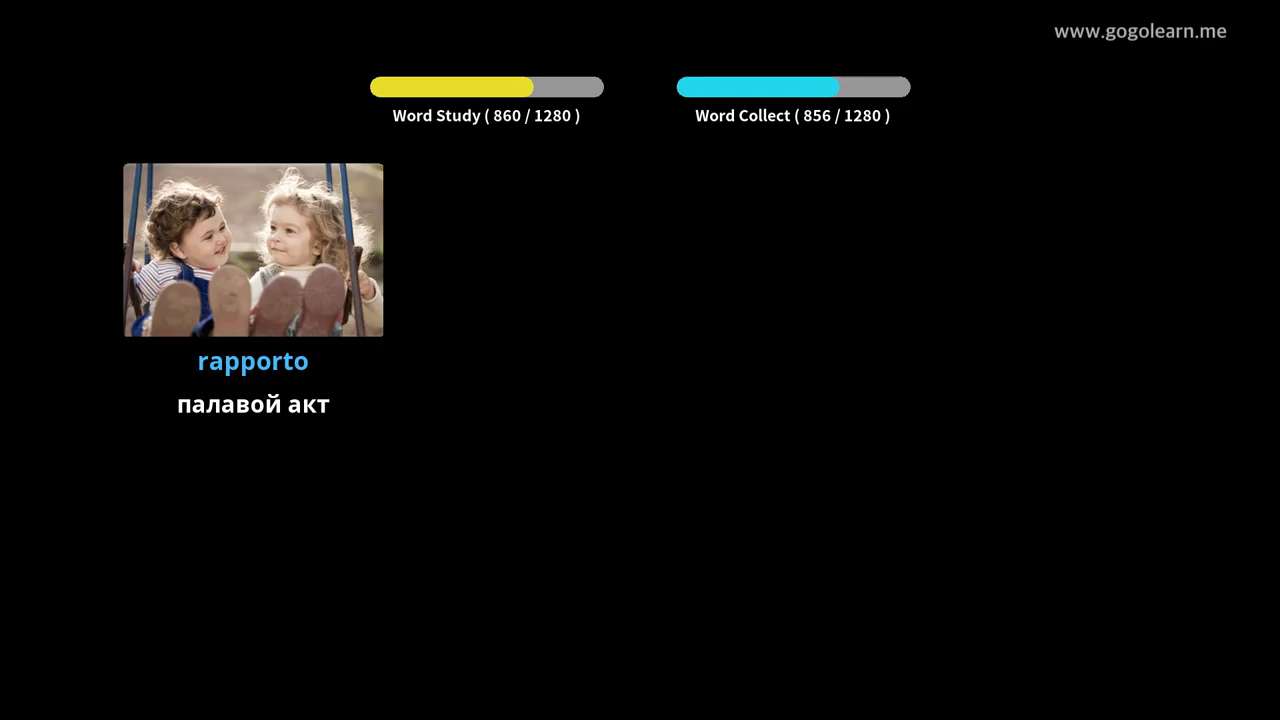 www.gogolearn.me
Word Study ( 860 / 1280 )
Word Collect ( 856 / 1280 )
rapporto
палавой акт